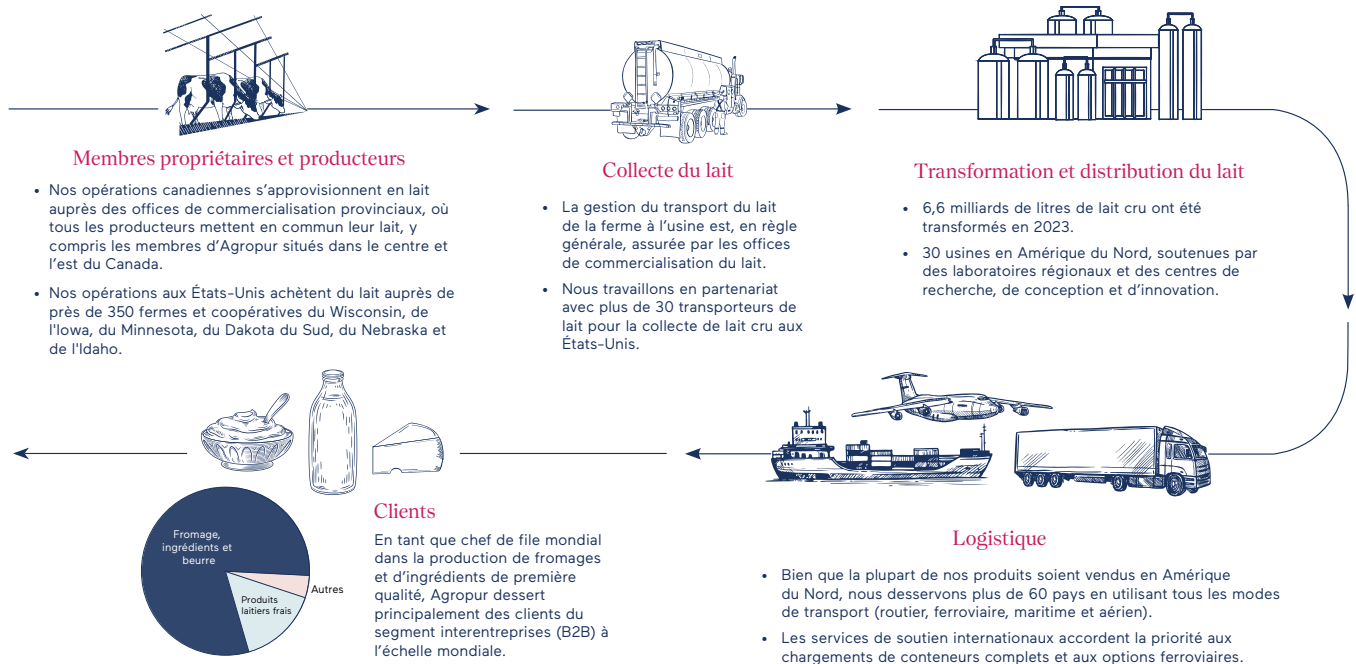 Membres propriétaires et producteurs
• Nos opérations canadiennes s’approvisionnent en lait
auprès des offices de commercialisation provinciaux, où
tous les producteurs mettent en commun leur lait, y
compris les membres d’Agropur situés dans le centre et
l’est du Canada.
• Nos opérations aux États-Unis achètent du lait auprès de
près de 350 fermes et coopératives du Wisconsin, de
l'Iowa, du Minnesota, du Dakota du Sud, du Nebraska et
de l'Idaho.
Collecte du lait
• La gestion du transport du lait
de la ferme à l’usine est, en règle
générale, assurée par les offices
de commercialisation du lait.
• Nous travaillons en partenariat
avec plus de 30 transporteurs de
lait pour la collecte de lait cru aux
États-Unis.
Transformation et distribution du lait
• 6,6 milliards de litres de lait cru ont été
transformés en 2023.
• 30 usines en Amérique du Nord, soutenues par
des laboratoires régionaux et des centres de
recherche, de conception et d’innovation.
Logistique
• Bien que la plupart de nos produits soient vendus en Amérique
du Nord, nous desservons plus de 60 pays en utilisant tous les modes
de transport (routier, ferroviaire, maritime et aérien).
• Les services de soutien internationaux accordent la priorité aux
chargements de conteneurs complets et aux options ferroviaires.
Clients
En tant que chef de file mondial
dans la production de fromages
et d’ingrédients de première
qualité, Agropur dessert
principalement des clients du
segment interentreprises (B2B) à
l’échelle mondiale.
Fromage,
ingrédients et
beurre
Autres
Produits
laitiers frais